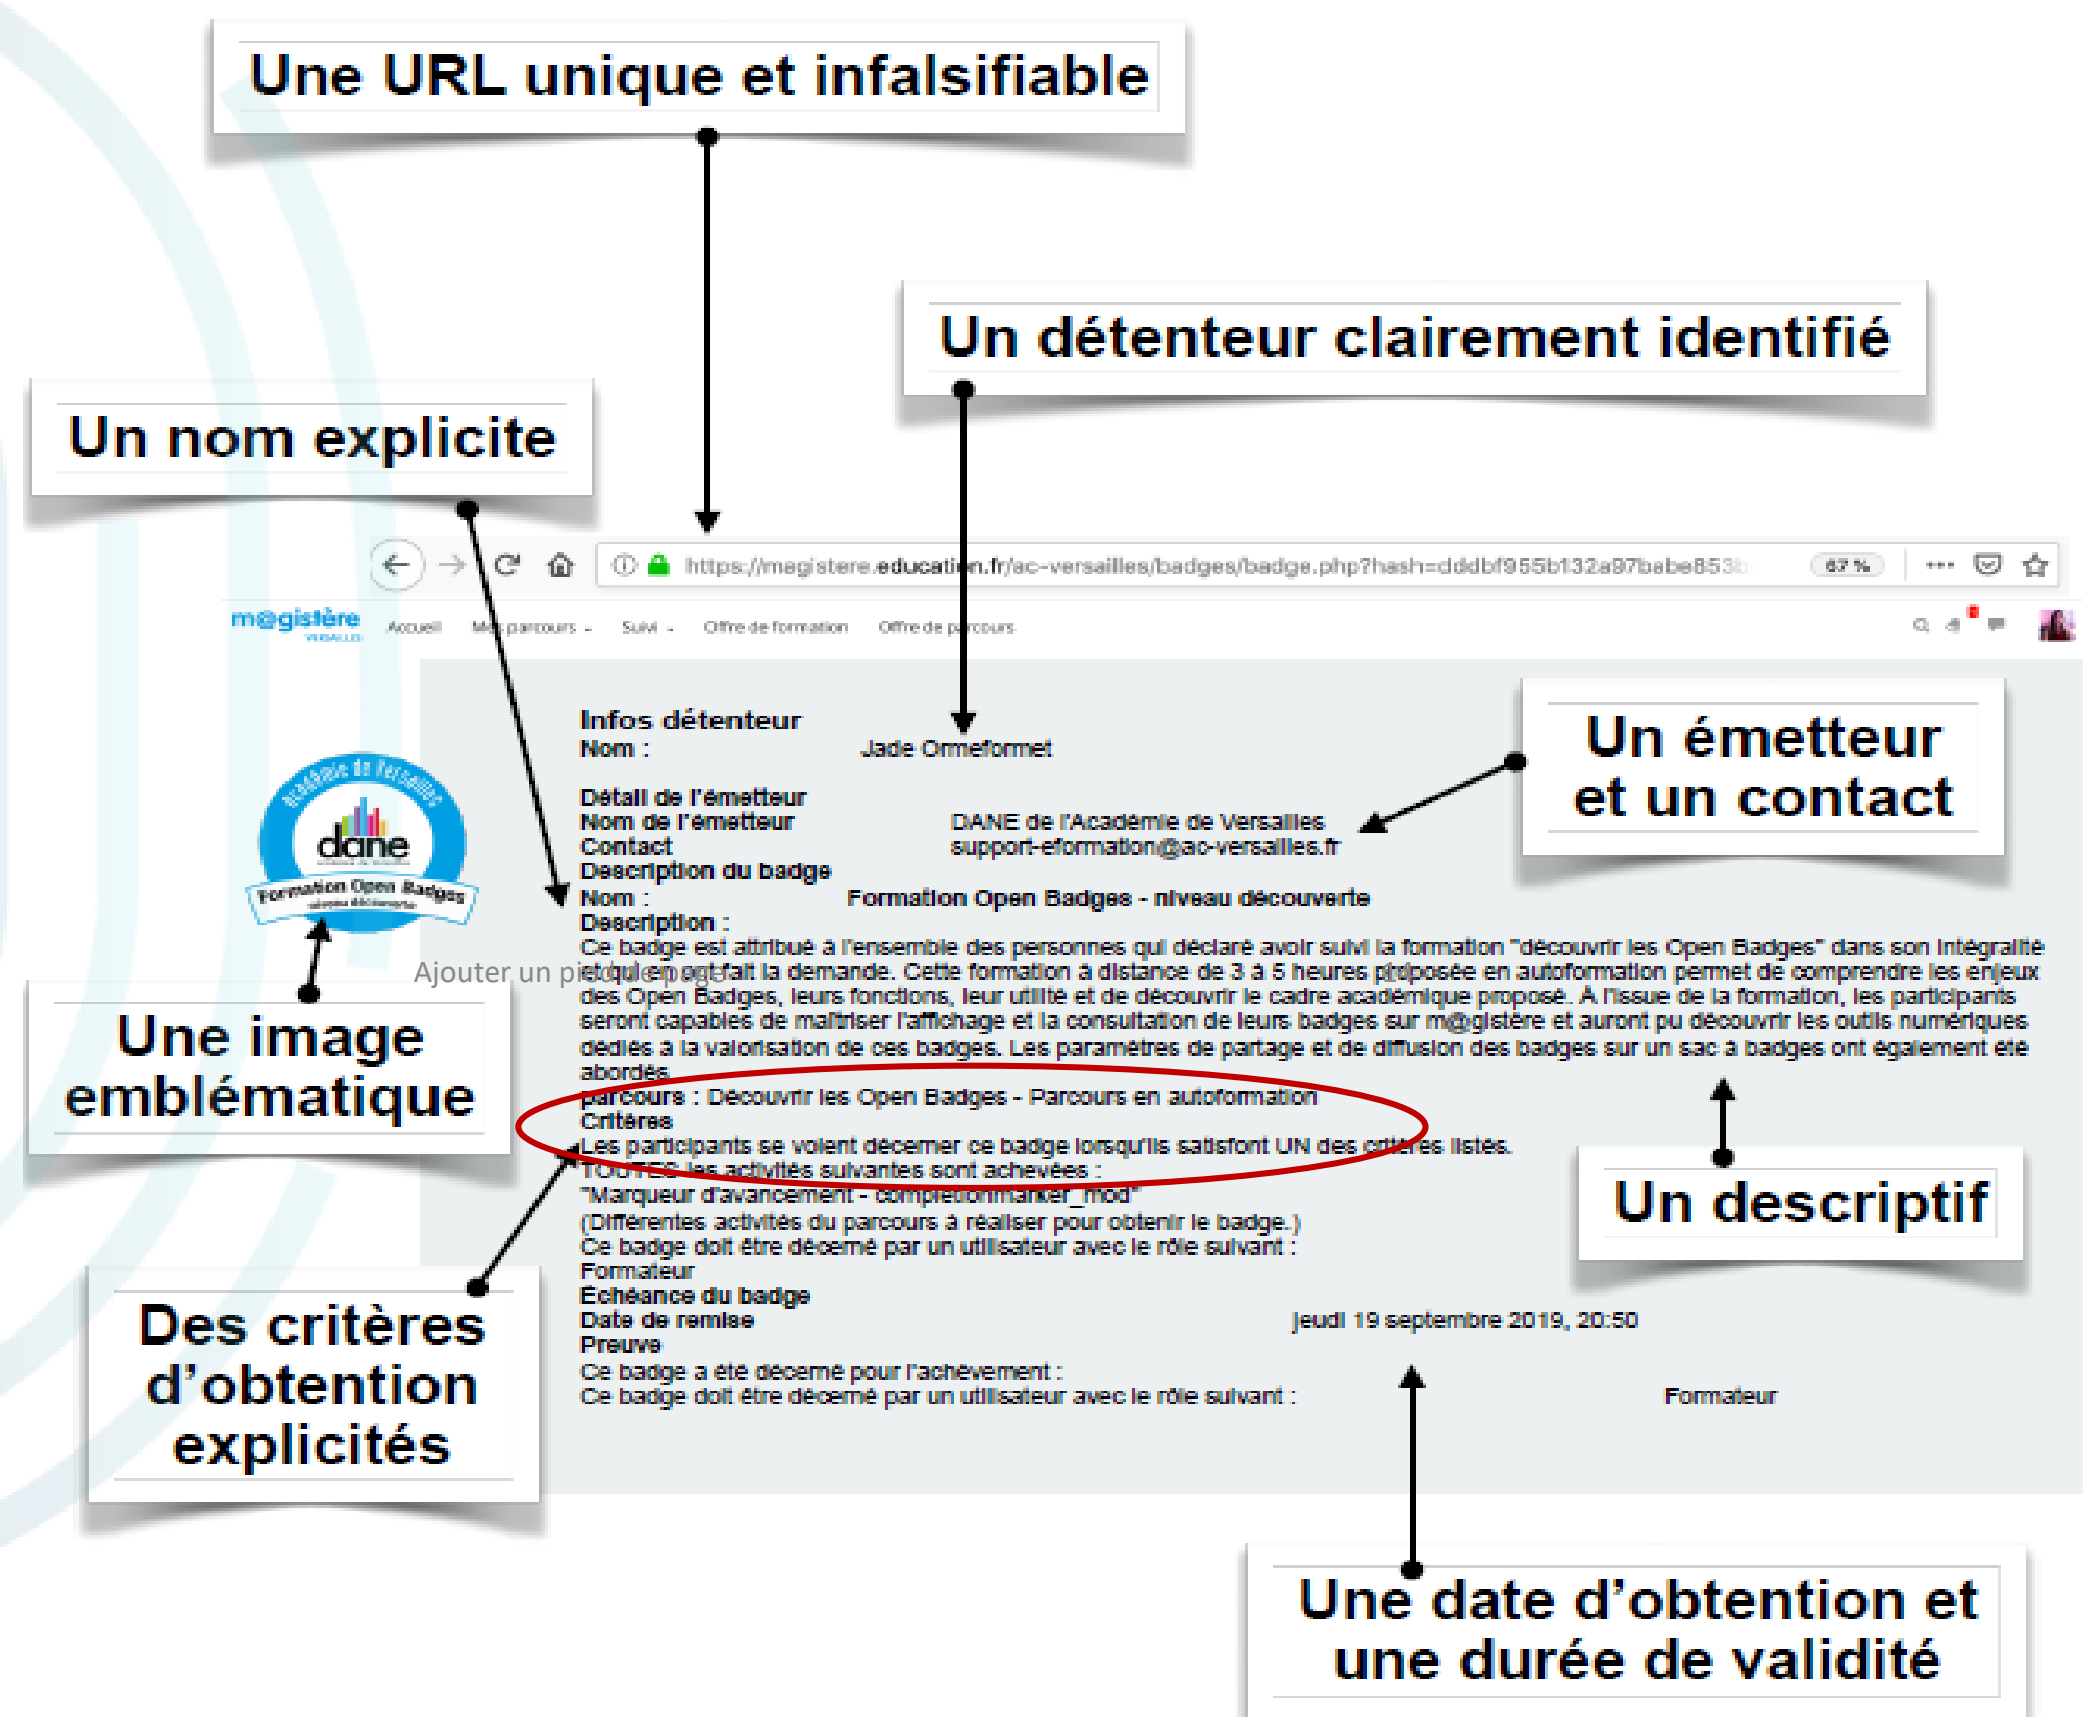 Une URL unique et infalsifiable
Un détenteur clairement identifié
Un nom explicite
https://magistere.education.fr/ac-versailles/badges/badge.php?hash=dddbf955b132a97babe853b
67 %
m@gistère
VERSAILLES
Accueil Mes parcours Suivi Offre de formation Offre de parcours
Infos détenteur
Nom : Jade Ormeformet
Un émetteur
et un contact
Détail de l'émetteur
Nom de l'émetteur DANE de l'Académie de Versailles
Contact support-eformation@ac-versailles.fr
Description du badge
Nom : Formation Open Badges - niveau découverte
Description :
Académie de Versailles
dane
Formation Open Badges
niveau découverte
Ce badge est attribué à l'ensemble des personnes qui déclaré avoir suivi la formation "découvrir les Open Badges" dans son intégralité
et qui en ont fait la demande. Cette formation à distance de 3 à 5 heures proposée en autoformation permet de comprendre les enjeux
des Open Badges, leurs fonctions, leur utilité et de découvrir le cadre académique proposé. A l'issue de la formation, les participants
seront capables de maîtriser l'affichage et la consultation de leurs badges sur m@gistère et auront pu découvrir les outils numériques
dédiés à la valorisation de ces badges. Les paramètres de partage et de diffusion des badges sur un sac à badges ont également été
abordés.
Ajouter un pied de page
Une image
emblématique
parcours : Découvrir les Open Badges - Parcours en autoformation
Critères
Les participants se voient décerner ce badge lorsqu'ils satisfont UN des critères listés.
TOUTES les activités suivantes sont achevées :
"Marqueur d'avancement - completionmarker_mod"
(Différentes activités du parcours à réaliser pour obtenir le badge.)
Ce badge doit être décerné par un utilisateur avec le rôle suivant :
Formateur
Un descriptif
Echéance du badge
Date de remise jeudi 19 septembre 2019, 20:50
Preuve
Ce badge a été décerné pour l'achèvement :
Ce badge doit être décerné par un utilisateur avec le rôle suivant : Formateur
Des critères
d'obtention
explicités
Une date d'obtention et
une durée de validité